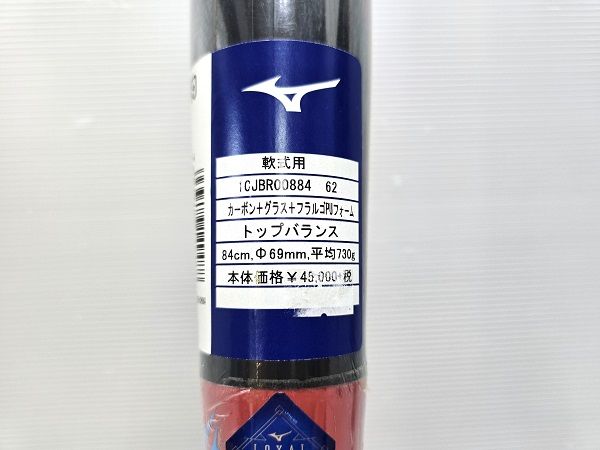 軟式用
1CJBR00884 62
カーボン+グラス+フラルゴPUフォーム
トップバランス
84cm,Φ69mm,平均730g
本体価格￥45,000+税